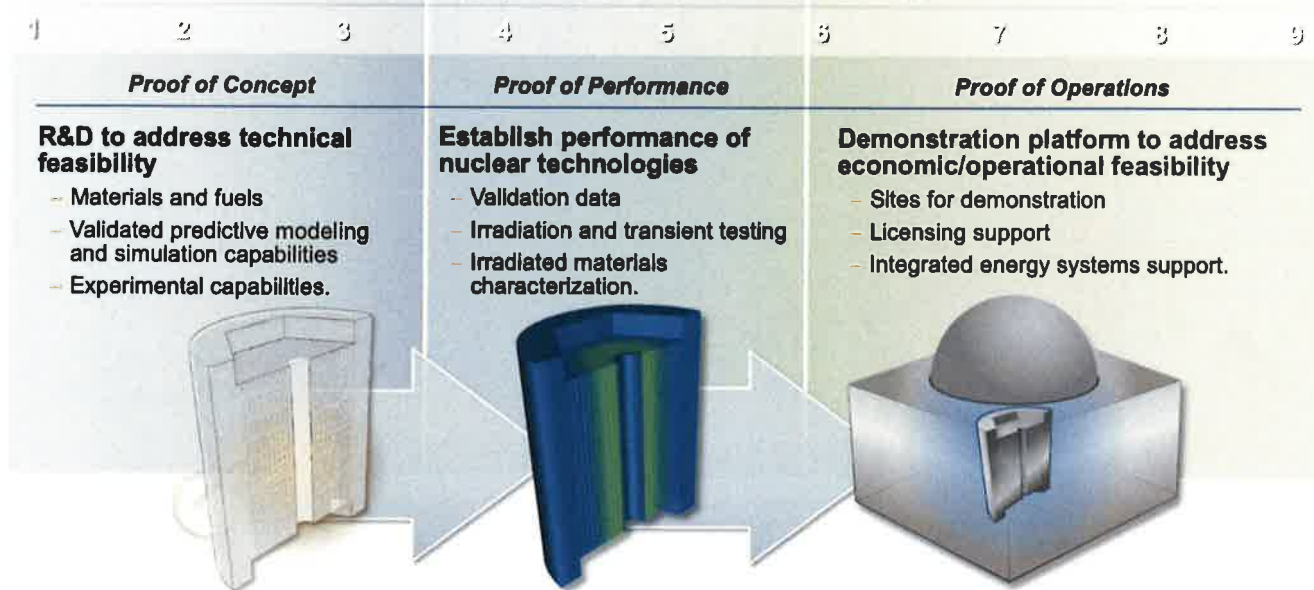 1 2 3 4 5 6 7 8 9
Proof of Concept
R&D to address technical
feasibility
– Materials and fuels
– Validated predictive modeling
and simulation capabilities
– Experimental capabilities.
Proof of Performance
Establish performance of
nuclear technologies
– Validation data
– Irradiation and transient testing
– Irradiated materials
characterization.
Proof of Operations
Demonstration platform to address
economic/operational feasibility
– Sites for demonstration
– Licensing support
– Integrated energy systems support.